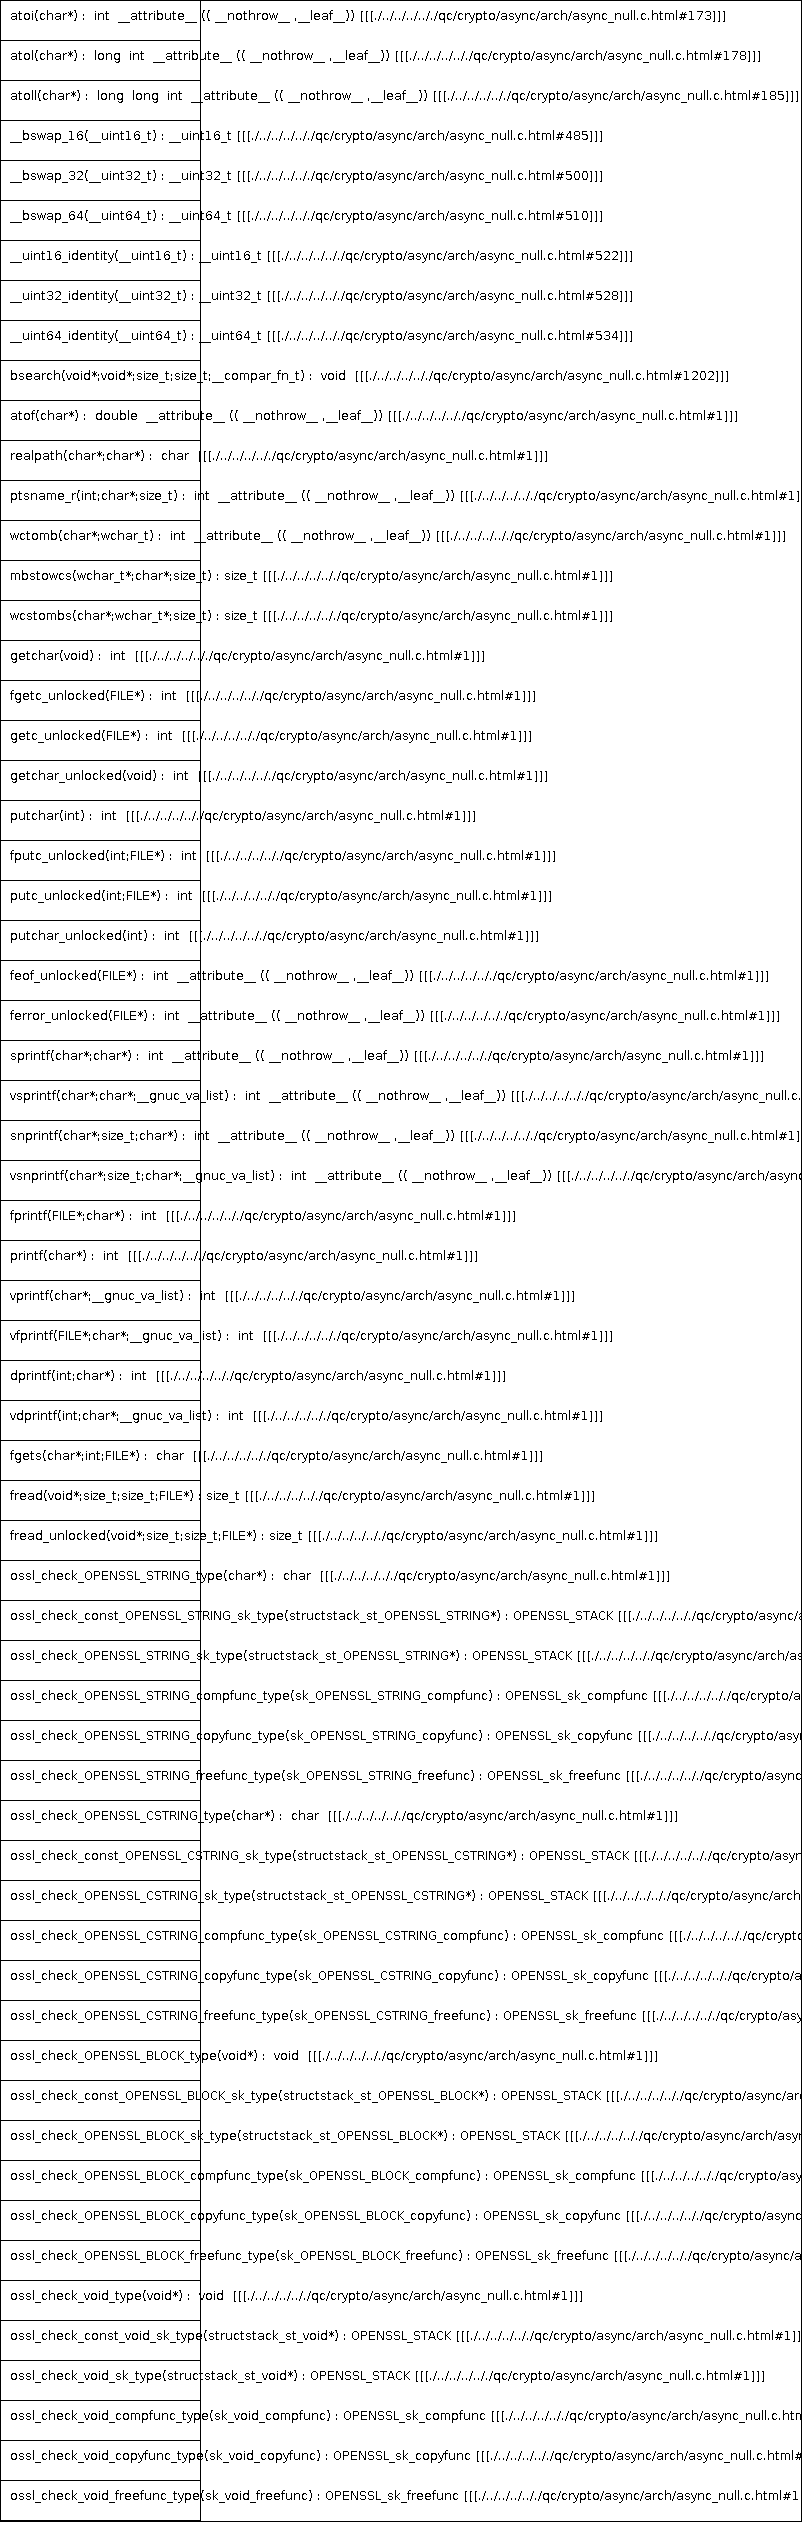 atoi(char*) :  int  __attribute__ (( __nothrow__ ,__leaf__)) [[[./../../../../../qc/crypto/async/arch/async_null.c.html#173]]]
atol(char*) :  long  int  __attribute__ (( __nothrow__ ,__leaf__)) [[[./../../../../../qc/crypto/async/arch/async_null.c.html#178]]]
atoll(char*) :  long  long  int  __attribute__ (( __nothrow__ ,__leaf__)) [[[./../../../../../qc/crypto/async/arch/async_null.c.html#185]]]
__bswap_16(__uint16_t) : __uint16_t [[[./../../../../../qc/crypto/async/arch/async_null.c.html#485]]]
__bswap_32(__uint32_t) : __uint32_t [[[./../../../../../qc/crypto/async/arch/async_null.c.html#500]]]
__bswap_64(__uint64_t) : __uint64_t [[[./../../../../../qc/crypto/async/arch/async_null.c.html#510]]]
__uint16_identity(__uint16_t) : __uint16_t [[[./../../../../../qc/crypto/async/arch/async_null.c.html#522]]]
__uint32_identity(__uint32_t) : __uint32_t [[[./../../../../../qc/crypto/async/arch/async_null.c.html#528]]]
__uint64_identity(__uint64_t) : __uint64_t [[[./../../../../../qc/crypto/async/arch/async_null.c.html#534]]]
bsearch(void*;void*;size_t;size_t;__compar_fn_t) :  void  [[[./../../../../../qc/crypto/async/arch/async_null.c.html#1202]]]
atof(char*) :  double  __attribute__ (( __nothrow__ ,__leaf__)) [[[./../../../../../qc/crypto/async/arch/async_null.c.html#1]]]
realpath(char*;char*) :  char  [[[./../../../../../qc/crypto/async/arch/async_null.c.html#1]]]
ptsname_r(int;char*;size_t) :  int  __attribute__ (( __nothrow__ ,__leaf__)) [[[./../../../../../qc/crypto/async/arch/async_null.c.html#1]
wctomb(char*;wchar_t) :  int  __attribute__ (( __nothrow__ ,__leaf__)) [[[./../../../../../qc/crypto/async/arch/async_null.c.html#1]]]
mbstowcs(wchar_t*;char*;size_t) : size_t [[[./../../../../../qc/crypto/async/arch/async_null.c.html#1]]]
wcstombs(char*;wchar_t*;size_t) : size_t [[[./../../../../../qc/crypto/async/arch/async_null.c.html#1]]]
getchar(void) :  int  [[[./../../../../../qc/crypto/async/arch/async_null.c.html#1]]]
fgetc_unlocked(FILE*) :  int  [[[./../../../../../qc/crypto/async/arch/async_null.c.html#1]]]
getc_unlocked(FILE*) :  int  [[[./../../../../../qc/crypto/async/arch/async_null.c.html#1]]]
getchar_unlocked(void) :  int  [[[./../../../../../qc/crypto/async/arch/async_null.c.html#1]]]
putchar(int) :  int  [[[./../../../../../qc/crypto/async/arch/async_null.c.html#1]]]
fputc_unlocked(int;FILE*) :  int  [[[./../../../../../qc/crypto/async/arch/async_null.c.html#1]]]
putc_unlocked(int;FILE*) :  int  [[[./../../../../../qc/crypto/async/arch/async_null.c.html#1]]]
putchar_unlocked(int) :  int  [[[./../../../../../qc/crypto/async/arch/async_null.c.html#1]]]
feof_unlocked(FILE*) :  int  __attribute__ (( __nothrow__ ,__leaf__)) [[[./../../../../../qc/crypto/async/arch/async_null.c.html#1]]]
ferror_unlocked(FILE*) :  int  __attribute__ (( __nothrow__ ,__leaf__)) [[[./../../../../../qc/crypto/async/arch/async_null.c.html#1]]]
sprintf(char*;char*) :  int  __attribute__ (( __nothrow__ ,__leaf__)) [[[./../../../../../qc/crypto/async/arch/async_null.c.html#1]]]
vsprintf(char*;char*;__gnuc_va_list) :  int  __attribute__ (( __nothrow__ ,__leaf__)) [[[./../../../../../qc/crypto/async/arch/async_null.c.
snprintf(char*;size_t;char*) :  int  __attribute__ (( __nothrow__ ,__leaf__)) [[[./../../../../../qc/crypto/async/arch/async_null.c.html#1]
vsnprintf(char*;size_t;char*;__gnuc_va_list) :  int  __attribute__ (( __nothrow__ ,__leaf__)) [[[./../../../../../qc/crypto/async/arch/async
fprintf(FILE*;char*) :  int  [[[./../../../../../qc/crypto/async/arch/async_null.c.html#1]]]
printf(char*) :  int  [[[./../../../../../qc/crypto/async/arch/async_null.c.html#1]]]
vprintf(char*;__gnuc_va_list) :  int  [[[./../../../../../qc/crypto/async/arch/async_null.c.html#1]]]
vfprintf(FILE*;char*;__gnuc_va_list) :  int  [[[./../../../../../qc/crypto/async/arch/async_null.c.html#1]]]
dprintf(int;char*) :  int  [[[./../../../../../qc/crypto/async/arch/async_null.c.html#1]]]
vdprintf(int;char*;__gnuc_va_list) :  int  [[[./../../../../../qc/crypto/async/arch/async_null.c.html#1]]]
fgets(char*;int;FILE*) :  char  [[[./../../../../../qc/crypto/async/arch/async_null.c.html#1]]]
fread(void*;size_t;size_t;FILE*) : size_t [[[./../../../../../qc/crypto/async/arch/async_null.c.html#1]]]
fread_unlocked(void*;size_t;size_t;FILE*) : size_t [[[./../../../../../qc/crypto/async/arch/async_null.c.html#1]]]
ossl_check_OPENSSL_STRING_type(char*) :  char  [[[./../../../../../qc/crypto/async/arch/async_null.c.html#1]]]
ossl_check_const_OPENSSL_STRING_sk_type(structstack_st_OPENSSL_STRING*) : OPENSSL_STACK [[[./../../../../../qc/crypto/async/a
ossl_check_OPENSSL_STRING_sk_type(structstack_st_OPENSSL_STRING*) : OPENSSL_STACK [[[./../../../../../qc/crypto/async/arch/as
ossl_check_OPENSSL_STRING_compfunc_type(sk_OPENSSL_STRING_compfunc) : OPENSSL_sk_compfunc [[[./../../../../../qc/crypto/a
ossl_check_OPENSSL_STRING_copyfunc_type(sk_OPENSSL_STRING_copyfunc) : OPENSSL_sk_copyfunc [[[./../../../../../qc/crypto/asy
ossl_check_OPENSSL_STRING_freefunc_type(sk_OPENSSL_STRING_freefunc) : OPENSSL_sk_freefunc [[[./../../../../../qc/crypto/async
ossl_check_OPENSSL_CSTRING_type(char*) :  char  [[[./../../../../../qc/crypto/async/arch/async_null.c.html#1]]]
ossl_check_const_OPENSSL_CSTRING_sk_type(structstack_st_OPENSSL_CSTRING*) : OPENSSL_STACK [[[./../../../../../qc/crypto/asyn
ossl_check_OPENSSL_CSTRING_sk_type(structstack_st_OPENSSL_CSTRING*) : OPENSSL_STACK [[[./../../../../../qc/crypto/async/arch
ossl_check_OPENSSL_CSTRING_compfunc_type(sk_OPENSSL_CSTRING_compfunc) : OPENSSL_sk_compfunc [[[./../../../../../qc/crypto
ossl_check_OPENSSL_CSTRING_copyfunc_type(sk_OPENSSL_CSTRING_copyfunc) : OPENSSL_sk_copyfunc [[[./../../../../../qc/crypto/a
ossl_check_OPENSSL_CSTRING_freefunc_type(sk_OPENSSL_CSTRING_freefunc) : OPENSSL_sk_freefunc [[[./../../../../../qc/crypto/asy
ossl_check_OPENSSL_BLOCK_type(void*) :  void  [[[./../../../../../qc/crypto/async/arch/async_null.c.html#1]]]
ossl_check_const_OPENSSL_BLOCK_sk_type(structstack_st_OPENSSL_BLOCK*) : OPENSSL_STACK [[[./../../../../../qc/crypto/async/ar
ossl_check_OPENSSL_BLOCK_sk_type(structstack_st_OPENSSL_BLOCK*) : OPENSSL_STACK [[[./../../../../../qc/crypto/async/arch/asy
ossl_check_OPENSSL_BLOCK_compfunc_type(sk_OPENSSL_BLOCK_compfunc) : OPENSSL_sk_compfunc [[[./../../../../../qc/crypto/asy
ossl_check_OPENSSL_BLOCK_copyfunc_type(sk_OPENSSL_BLOCK_copyfunc) : OPENSSL_sk_copyfunc [[[./../../../../../qc/crypto/async
ossl_check_OPENSSL_BLOCK_freefunc_type(sk_OPENSSL_BLOCK_freefunc) : OPENSSL_sk_freefunc [[[./../../../../../qc/crypto/async/a
ossl_check_void_type(void*) :  void  [[[./../../../../../qc/crypto/async/arch/async_null.c.html#1]]]
ossl_check_const_void_sk_type(structstack_st_void*) : OPENSSL_STACK [[[./../../../../../qc/crypto/async/arch/async_null.c.html#1]]]
ossl_check_void_sk_type(structstack_st_void*) : OPENSSL_STACK [[[./../../../../../qc/crypto/async/arch/async_null.c.html#1]]]
ossl_check_void_compfunc_type(sk_void_compfunc) : OPENSSL_sk_compfunc [[[./../../../../../qc/crypto/async/arch/async_null.c.htm
ossl_check_void_copyfunc_type(sk_void_copyfunc) : OPENSSL_sk_copyfunc [[[./../../../../../qc/crypto/async/arch/async_null.c.html#
ossl_check_void_freefunc_type(sk_void_freefunc) : OPENSSL_sk_freefunc [[[./../../../../../qc/crypto/async/arch/async_null.c.html#1